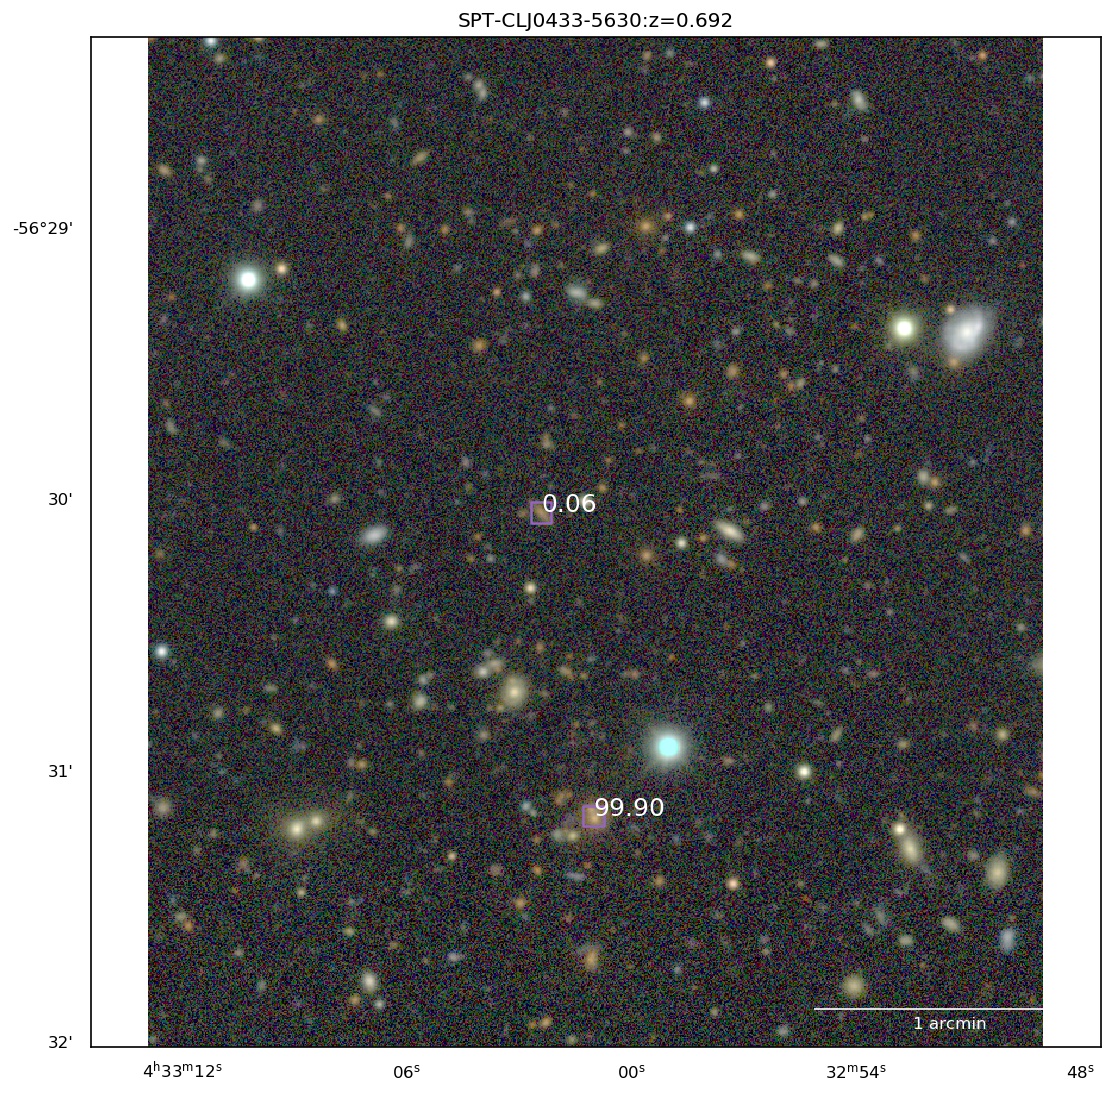 SPT-CLJ0433-5630:z=0.692
-56°29'
30'
0.06
31'
99.90
1 arcmin
32'
4ʰ33ᵐ12ˢ 06ˢ 00ˢ 32ᵐ54ˢ 48ˢ